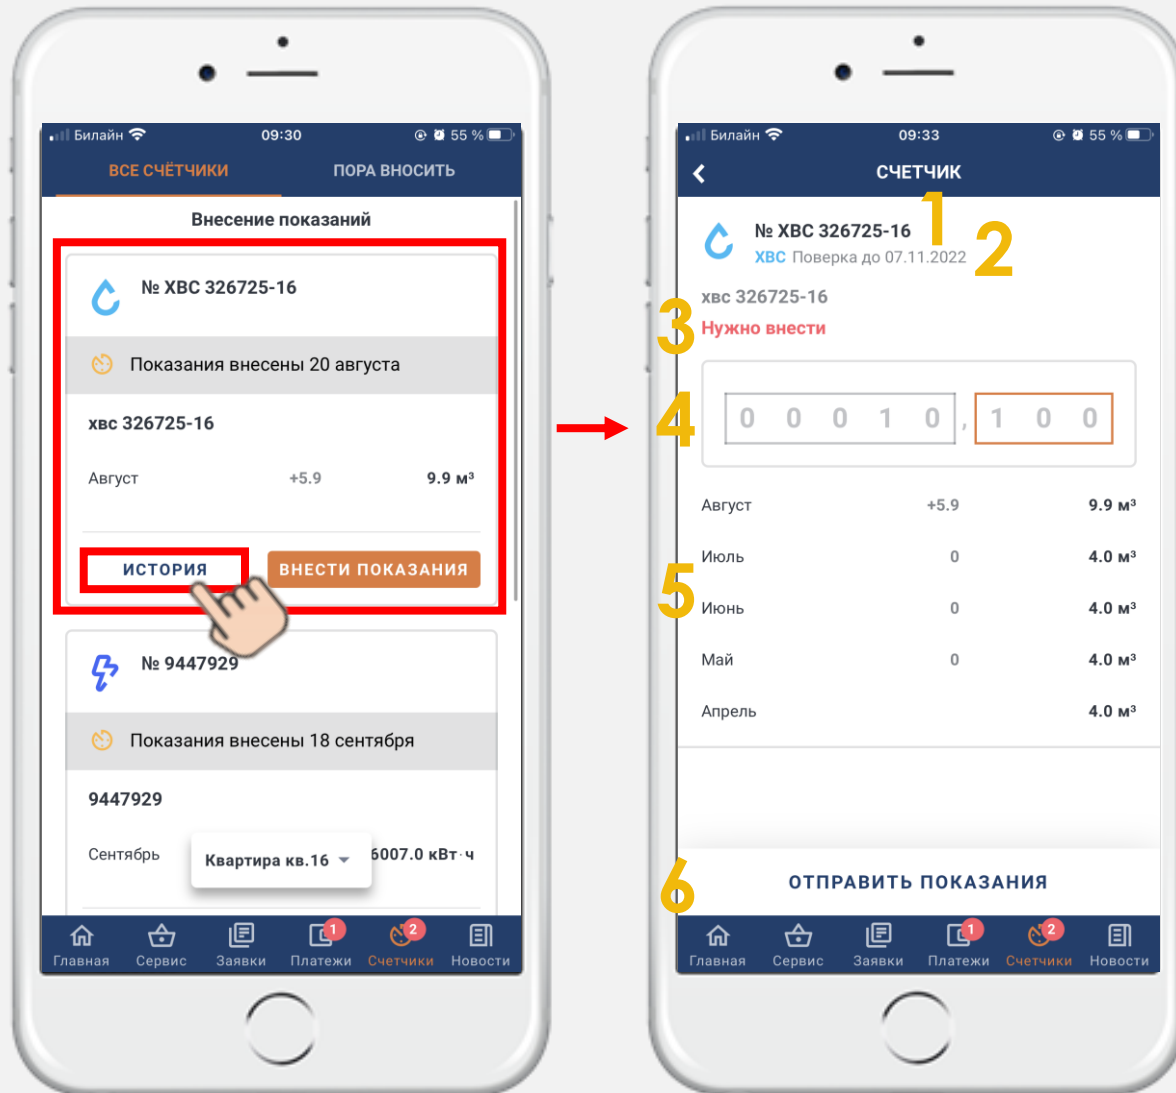 Билайн 09:30 55 %
ВСЕ СЧЁТЧИКИ ПОРА ВНОСИТЬ
Внесение показаний
№ ХВС 326725-16
Показания внесены 20 августа
хвс 326725-16
Август +5.9 9.9 м³
ИСТОРИЯ ВНЕСТИ ПОКАЗАНИЯ
№ 9447929
Показания внесены 18 сентября
9447929
Сентябрь 6007.0 кВт·ч
Квартира кв.16
1 2
Главная Сервис Заявки Платежи Счетчики Новости
Билайн 09:33 55 %
СЧЕТЧИК
1
№ ХВС 326725-16
2
ХВС Поверка до 07.11.2022
хвс 326725-16
3
Нужно внести
4
0 0 0 1 0 , 1 0 0
Август +5.9 9.9 м³
Июль 0 4.0 м³
5
Июнь 0 4.0 м³
Май 0 4.0 м³
Апрель 4.0 м³
6
ОТПРАВИТЬ ПОКАЗАНИЯ
1 2
Главная Сервис Заявки Платежи Счетчики Новости